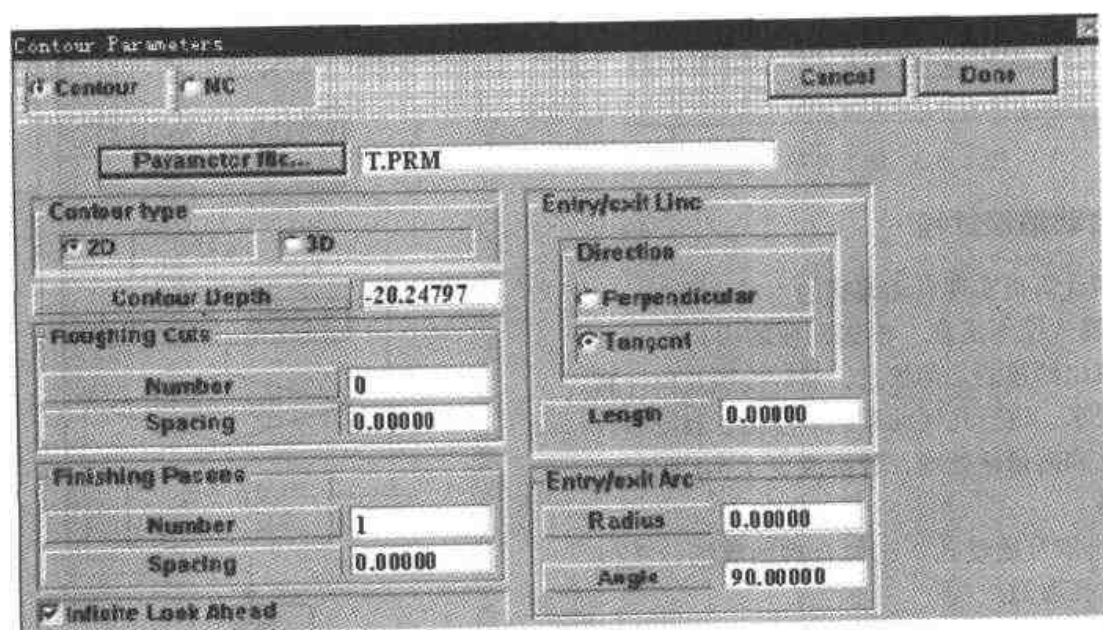 Contour Parameters
Contour NC Cancel Done
Parameter file... T.PRM
Contour type
2D 3D
Contour Depth -20.24797
Roughing Cuts
Number 0
Spacing 0.00000
Finishing Passes
Number 1
Spacing 0.00000
Infinite Look Ahead
Entry/exit Line
Direction
Perpendicular
Tangent
Length 0.00000
Entry/exit Arc
Radius 0.00000
Angle 90.00000